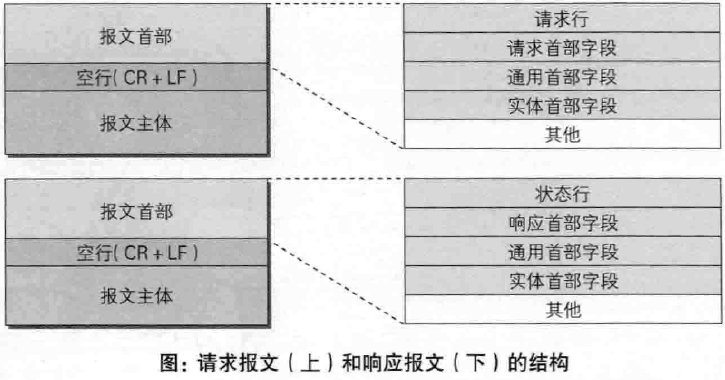 报文首部
空行(CR+LF)
报文主体
请求行
请求首部字段
通用首部字段
实体首部字段
其他
报文首部
空行(CR+LF)
报文主体
状态行
响应首部字段
通用首部字段
实体首部字段
其他
图：请求报文（上）和响应报文（下）的结构